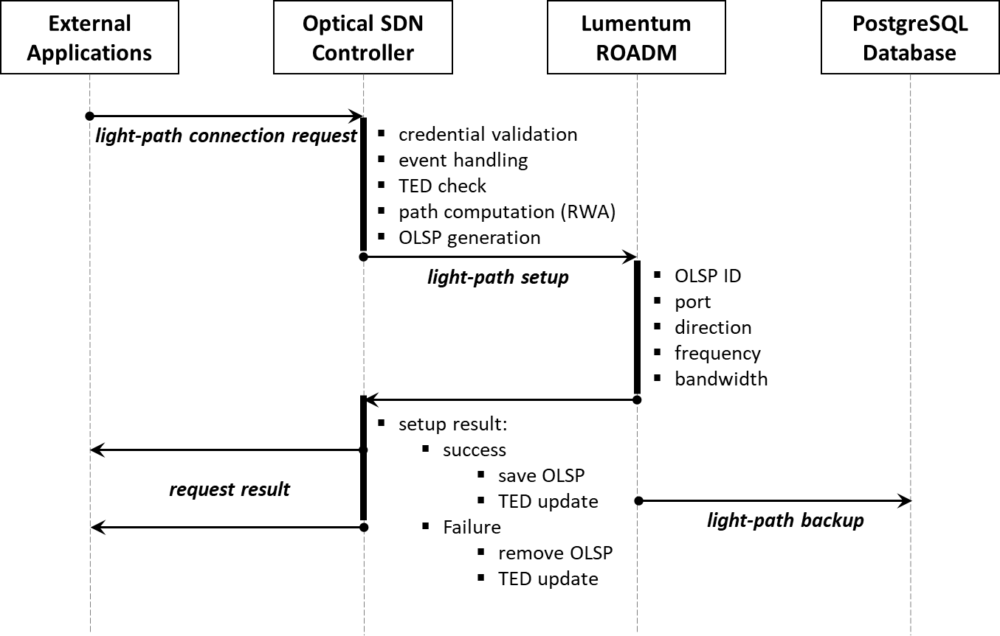 External
Applications
Optical SDN
Controller
Lumentum
ROADM
PostgreSQL
Database
light-path connection request
▪ credential validation
▪ event handling
▪ TED check
▪ path computation (RWA)
▪ OLSP generation
light-path setup
▪ OLSP ID
▪ port
▪ direction
▪ frequency
▪ bandwidth
▪ setup result:
▪ success
▪ save OLSP
▪ TED update
▪ Failure
▪ remove OLSP
▪ TED update
request result
light-path backup